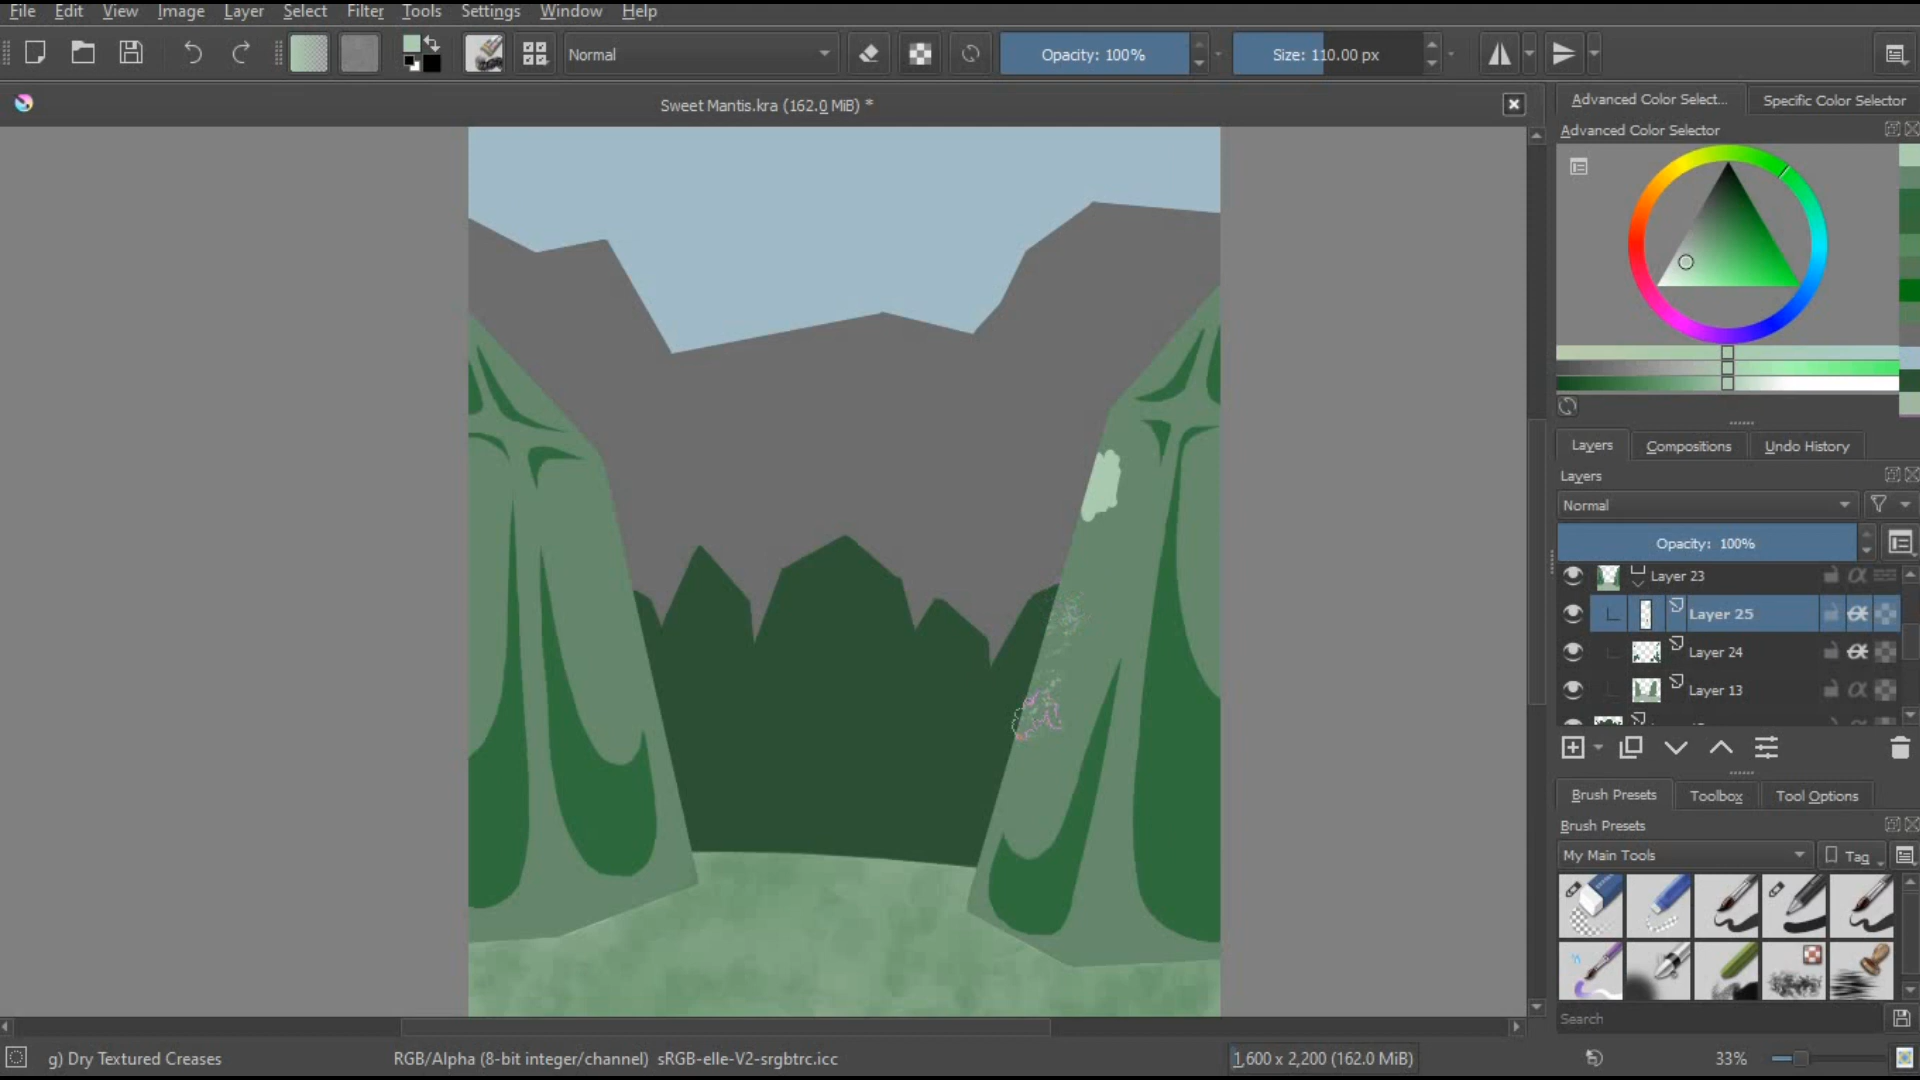 File Edit View Image Layer Select Filter Tools Settings Window Help
Normal Opacity: 100% Size: 110.00 px
Sweet Mantis.kra (162.0 MiB) *
Advanced Color Select... Specific Color Selector
Advanced Color Selector
Layers Compositions Undo History
Layers
Normal
Opacity: 100%
Layer 23
Layer 25
Layer 24
Layer 13
Brush Presets Toolbox Tool Options
Brush Presets
My Main Tools Tag
Search
g) Dry Textured Creases RGB/Alpha (8-bit integer/channel) sRGB-elle-V2-srgbtrc.icc 1,600 x 2,200 (162.0 MiB) 33%